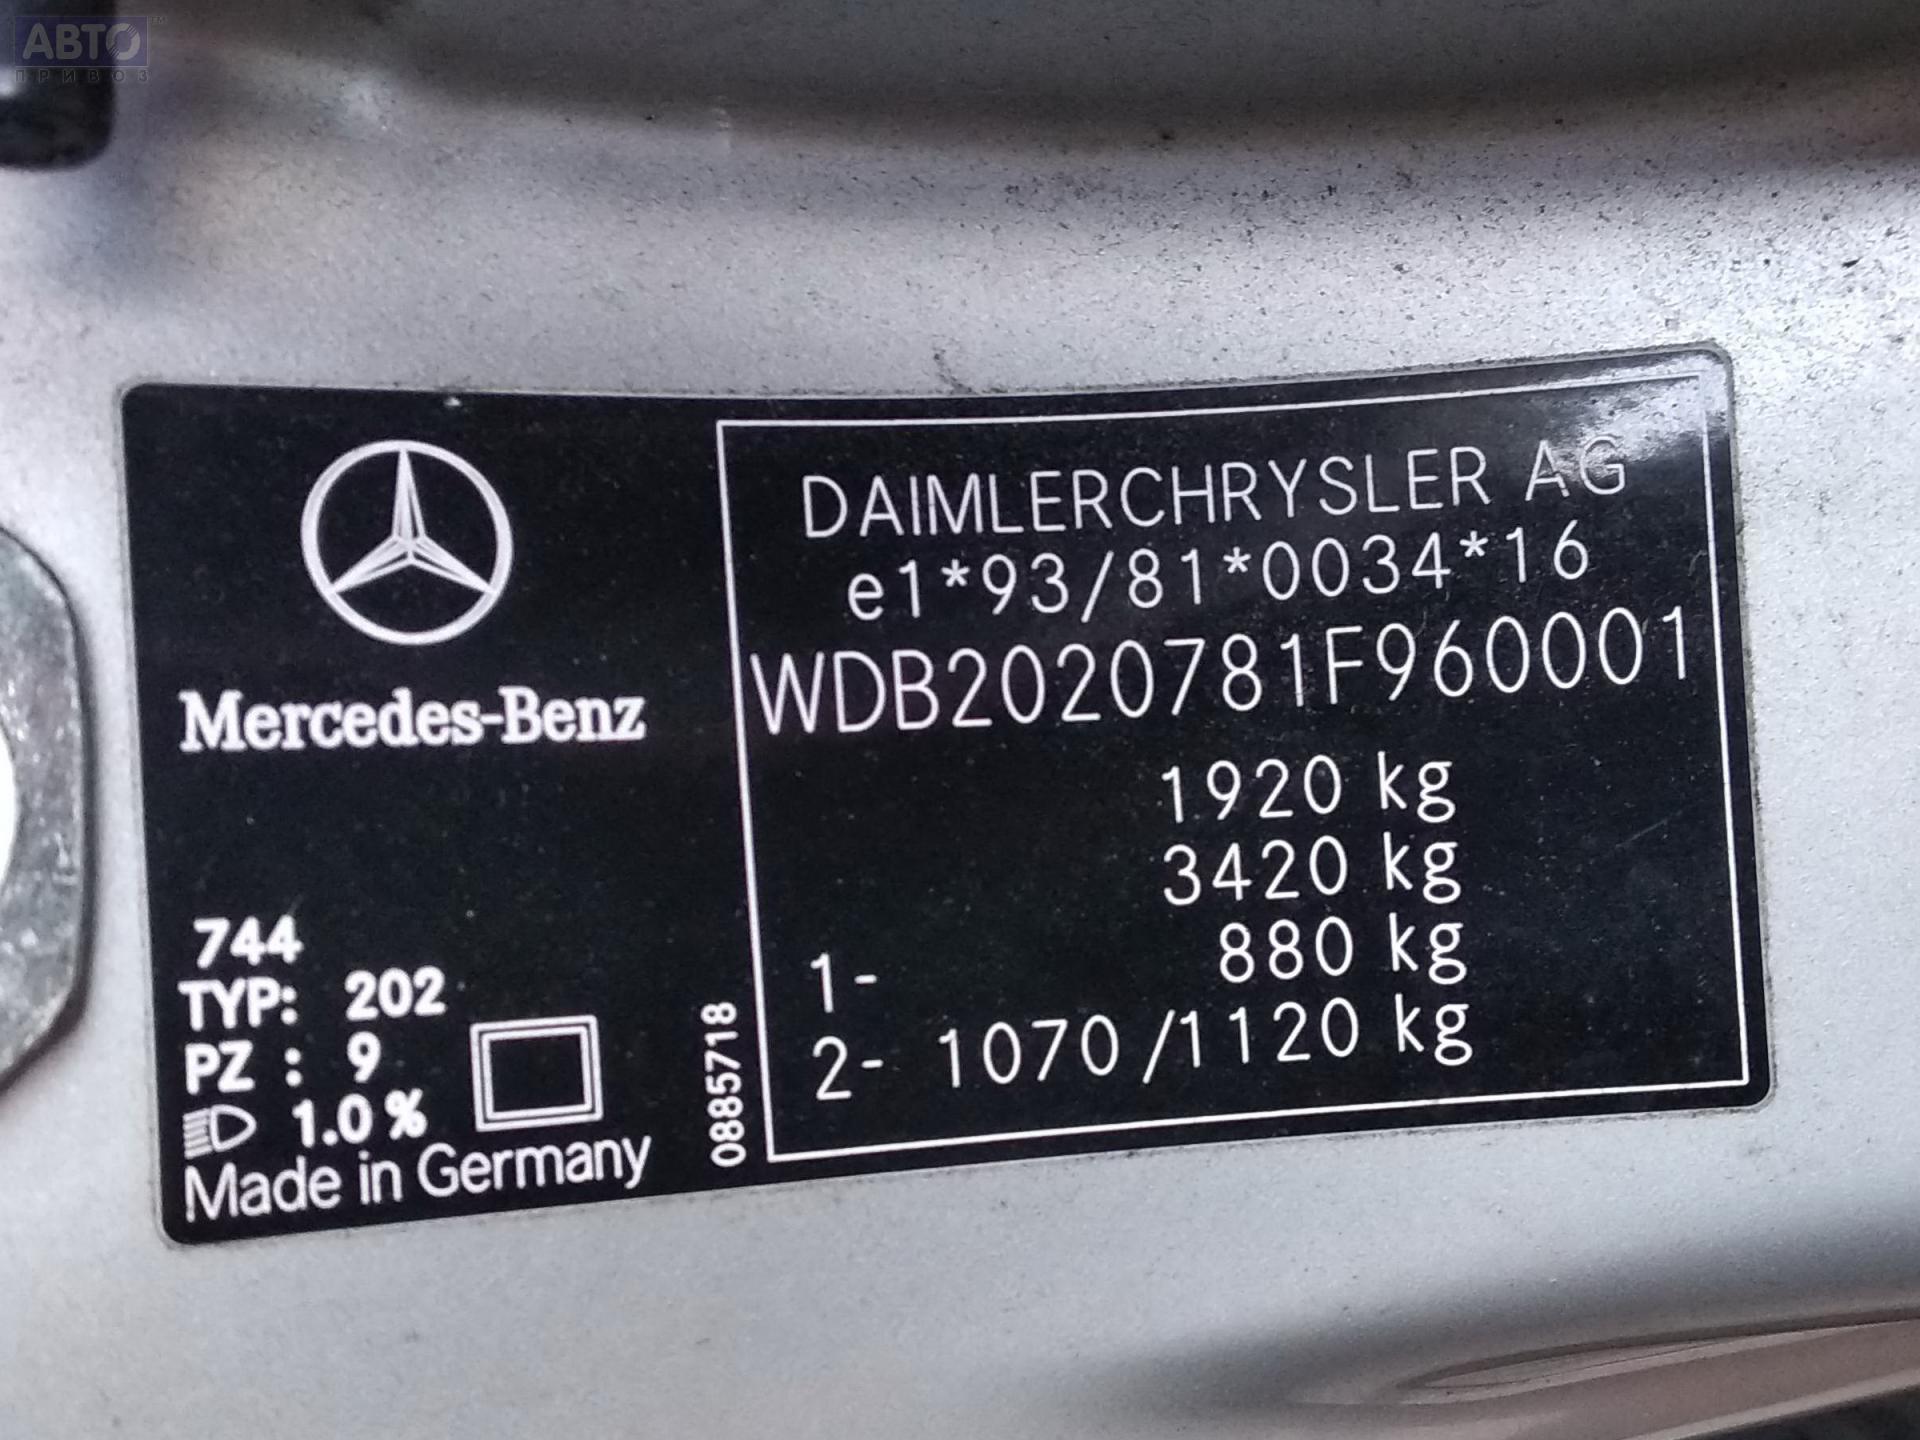 АВТО™
ПРИВОЗ
Mercedes-Benz
744
TYP: 202
PZ : 9
1.0 %
Made in Germany
0885718
DAIMLERCHRYSLER AG
e1*93/81*0034*16
WDB2020781F960001
1920 kg
3420 kg
1- 880 kg
2- 1070/1120 kg